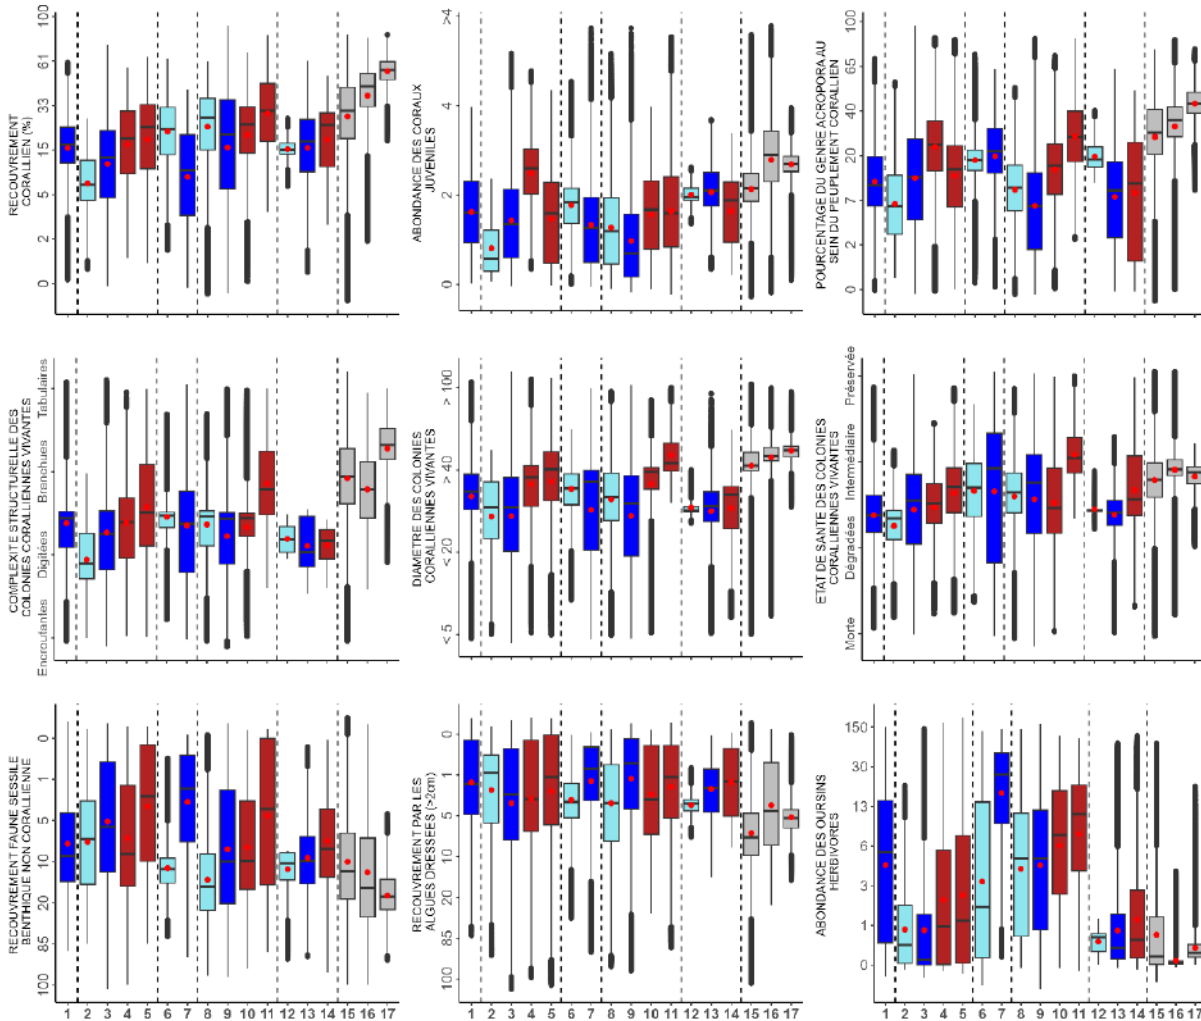 RECOUVREMENT
CORALLIEN (%)
100
61
33
5
2
0
ABONDANCE DES CORAUX
JUVENILES
>4
4
2
0
POURCENTAGE DU GENRE ACROPORA AU
SEIN DU PEUPLEMENT CORALLIEN
100
65
40
20
7
2
0
COMPLEXITE STRUCTURELLE DES
COLONIES CORALLIENNES VIVANTES
Tabulaires
Branchues
Digitées
Encroutantes
DIAMETRE DES COLONIES
CORALLIENNES VIVANTES
> 100
> 40
< 20
< 5
ETAT DE SANTE DES COLONIES
CORALLIENNES VIVANTES
Préservée
Intermédiaire
Dégradées
Morte
RECOUVREMENT FAUNE SESSILE
BENTHIQUE NON CORALLIENNE
0
1
5
10
20
85
100
1 2 3 4 5 6 7 8 9 10 11 12 13 14 15 16 17
RECOUVREMENT PAR LES
ALGUES DRESSEES (>2cm)
0
1
5
10
20
85
100
1 2 3 4 5 6 7 8 9 10 11 12 13 14 15 16 17
ABONDANCE DES OURSINS
HERBIVORES
150
30
13
6
3
1
0
1 2 3 4 5 6 7 8 9 10 11 12 13 14 15 16 17